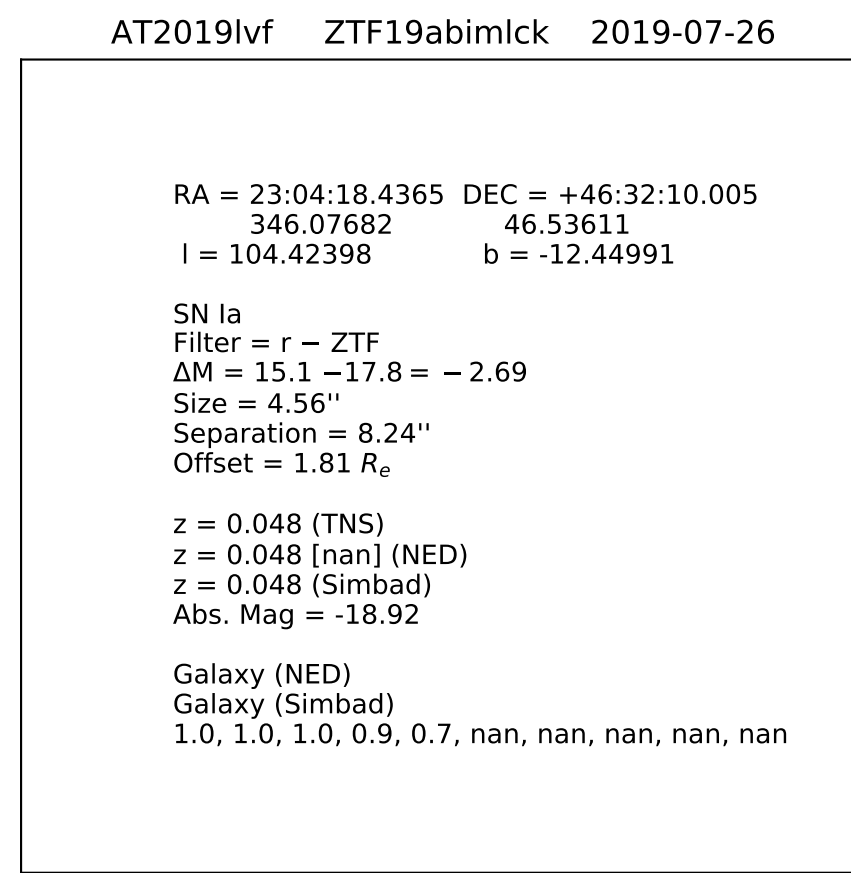 AT2019lvf ZTF19abimlck 2019-07-26
RA = 23:04:18.4365 DEC = +46:32:10.005
346.07682 46.53611
l = 104.42398 b = -12.44991
SN Ia
Filter = r − ZTF
ΔM = 15.1 −17.8 = − 2.69
Size = 4.56''
Separation = 8.24''
Offset = 1.81 Re
z = 0.048 (TNS)
z = 0.048 [nan] (NED)
z = 0.048 (Simbad)
Abs. Mag = -18.92
Galaxy (NED)
Galaxy (Simbad)
1.0, 1.0, 1.0, 0.9, 0.7, nan, nan, nan, nan, nan